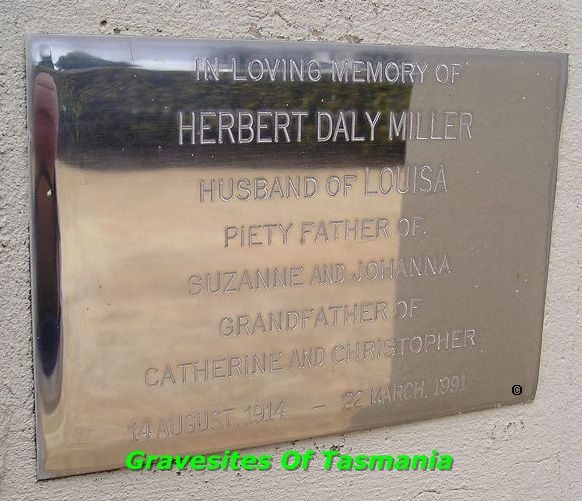 IN LOVING MEMORY OF
HERBERT DALY MILLER
HUSBAND OF LOUISA
PIETY FATHER OF
SUZANNE AND JOHANNA
GRANDFATHER OF
CATHERINE AND CHRISTOPHER
14 AUGUST, 1914 — 22 MARCH, 1991
©
Gravesites Of Tasmania